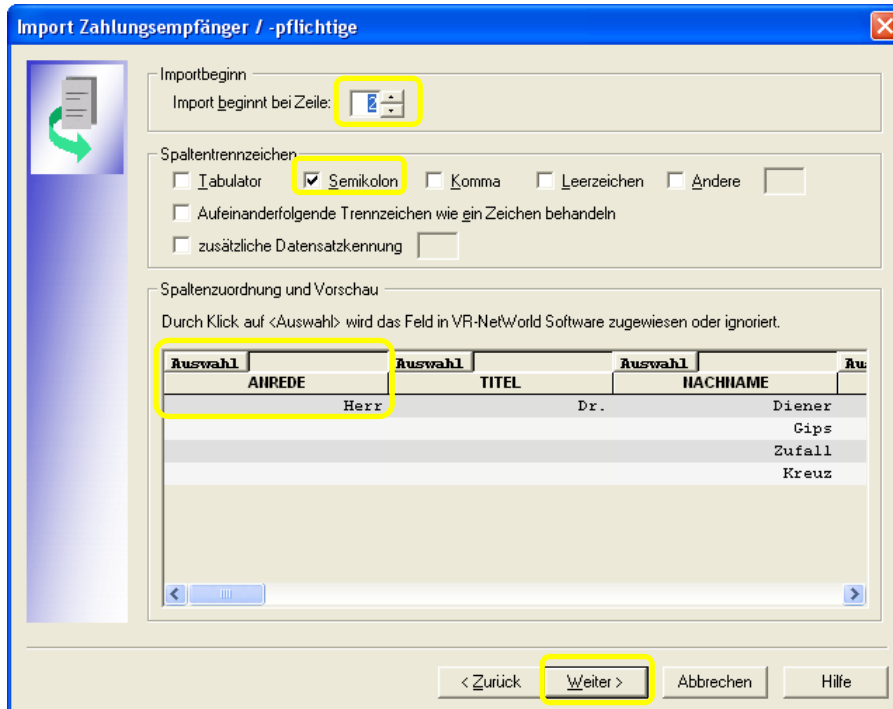 Import Zahlungsempfänger / -pflichtige
Importbeginn
Import beginnt bei Zeile: 2
Spaltentrennzeichen
Tabulator Semikolon Komma Leerzeichen Andere
Aufeinanderfolgende Trennzeichen wie ein Zeichen behandeln
zusätzliche Datensatzkennung
Spaltenzuordnung und Vorschau
Durch Klick auf <Auswahl> wird das Feld in VR-NetWorld Software zugewiesen oder ignoriert.
Auswahl Auswahl Auswahl Au
ANREDE TITEL NACHNAME
Herr Dr. Diener
Gips
Zufall
Kreuz
< Zurück Weiter > Abbrechen Hilfe